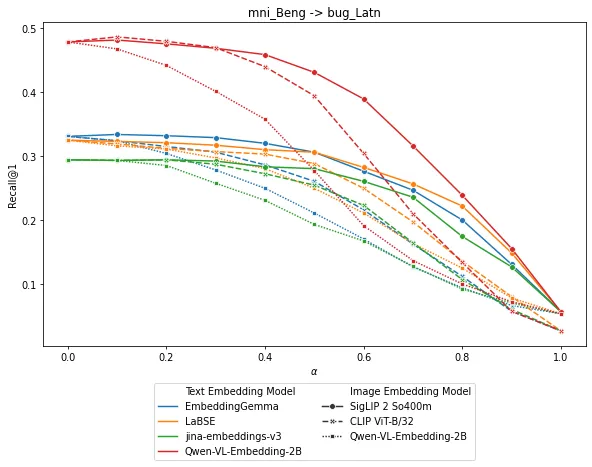 mni_Beng -> bug_Latn
Recall@1
0.5
0.4
0.3
0.2
0.1
0.0 0.2 0.4 0.6 0.8 1.0
α
Text Embedding Model Image Embedding Model
EmbeddingGemma SigLIP 2 So400m
LaBSE CLIP ViT-B/32
jina-embeddings-v3 Qwen-VL-Embedding-2B
Qwen-VL-Embedding-2B